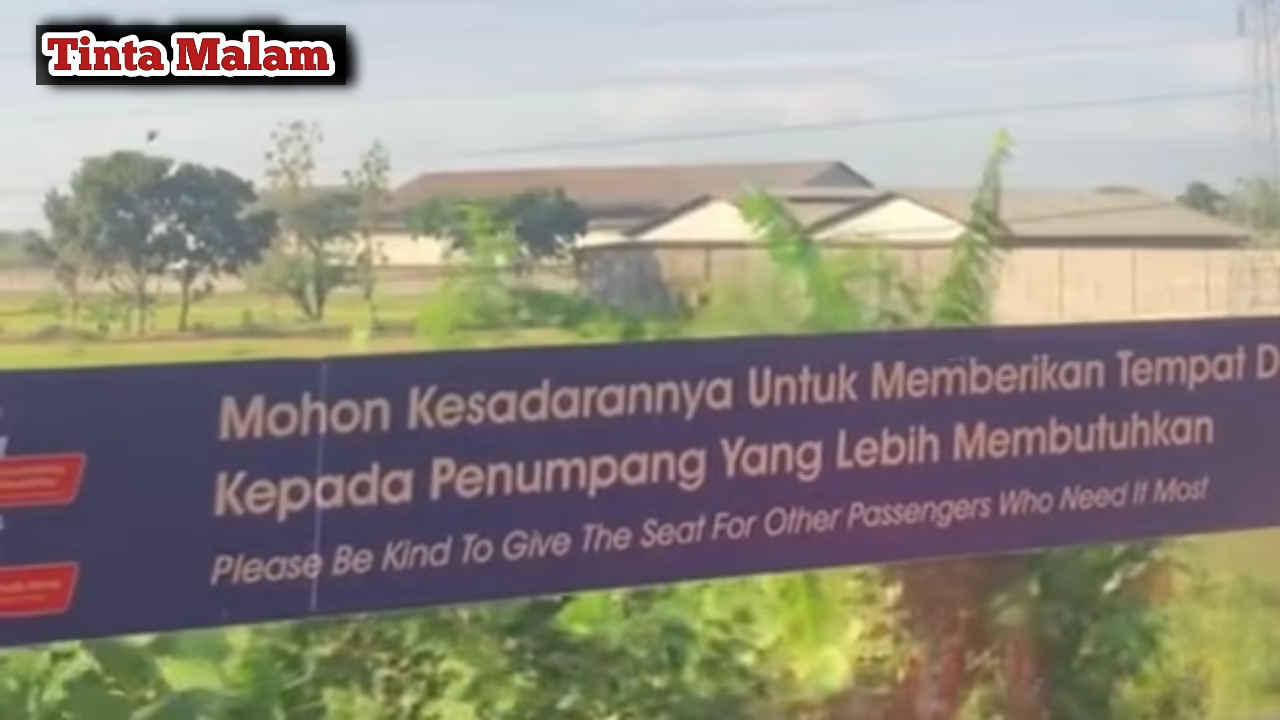 Tinta Malam
Mohon Kesadarannya Untuk Memberikan Tempat
Kepada Penumpang Yang Lebih Membutuhkan
Please Be Kind To Give The Seat For Other Passengers Who Need It Most